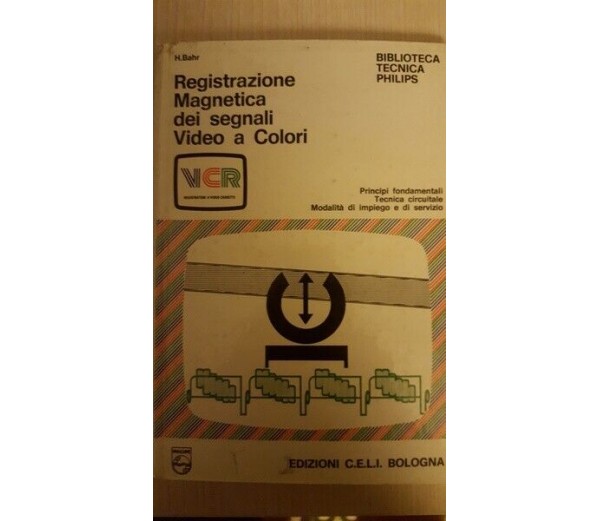 H.Bahr
Registrazione
Magnetica
dei segnali
Video a Colori
BIBLIOTECA
TECNICA
PHILIPS
VCR
Principi fondamentali
Tecnica circuitale
Modalità di impiego e di servizio
PHILIPS
EDIZIONI C.E.L.I. BOLOGNA